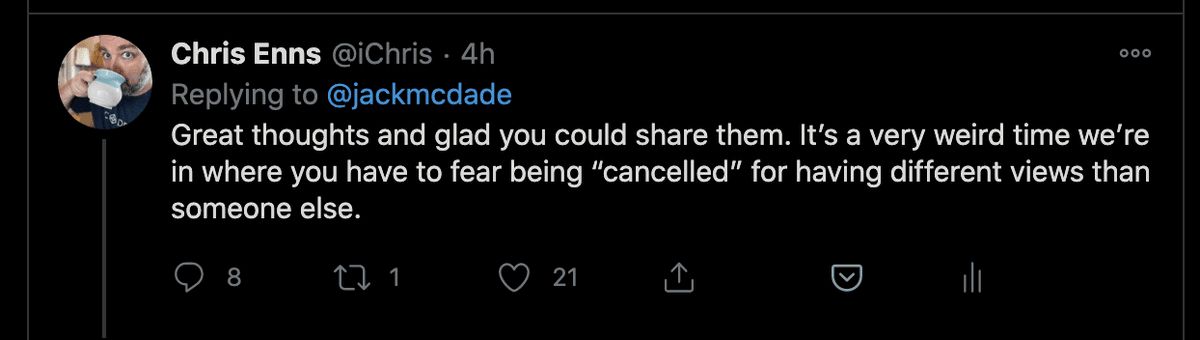 Chris Enns @iChris · 4h
Replying to @jackmcdade
Great thoughts and glad you could share them. It’s a very weird time we’re
in where you have to fear being “cancelled” for having different views than
someone else.
8 1 21